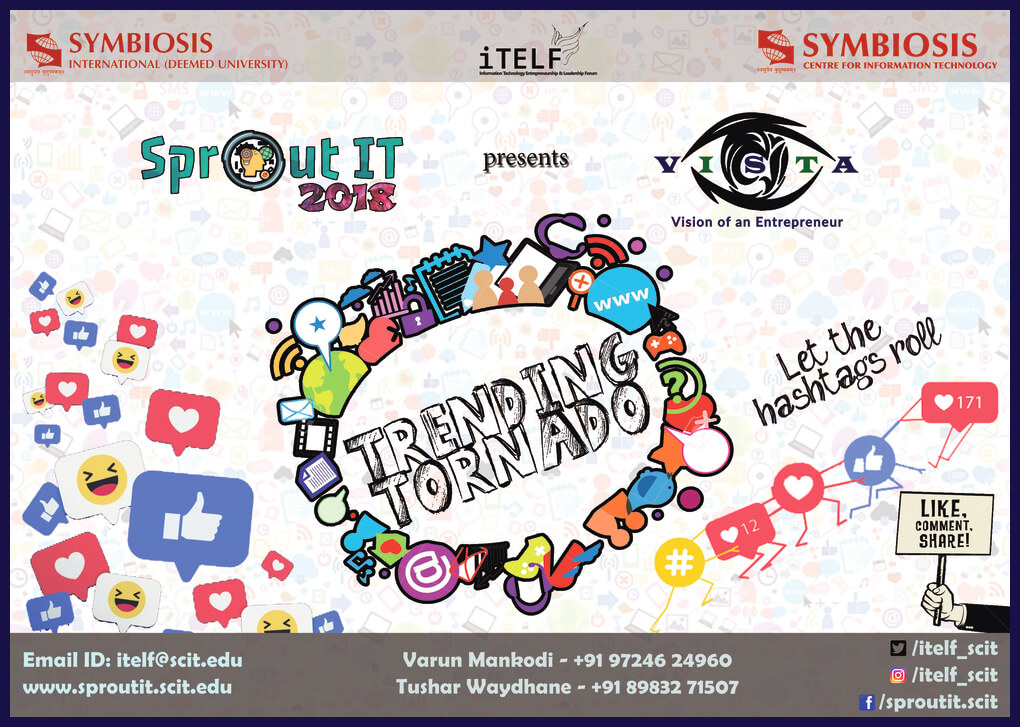 SYMBIOSIS
INTERNATIONAL (DEEMED UNIVERSITY)
iTELF
Information Technology Entrepreneurship & Leadership Forum
SYMBIOSIS
CENTRE FOR INFORMATION TECHNOLOGY
Sprout IT
2018
presents
VISTA
Vision of an Entrepreneur
www
TRENDING
TORNADO
@
Let the
hashtags roll
171
12
#
LIKE,
COMMENT,
SHARE!
Email ID: itelf@scit.edu
www.sproutit.scit.edu
Varun Mankodi - +91 97246 24960
Tushar Waydhane - +91 89832 71507
/itelf_scit
/itelf_scit
f /sproutit.scit